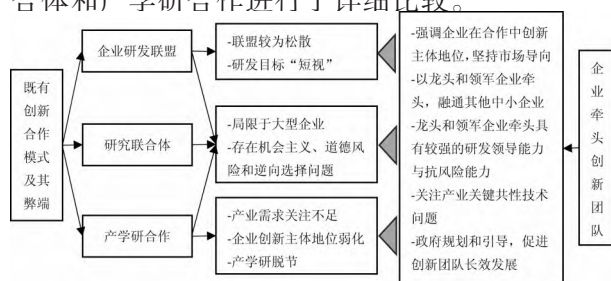 合体和产学研合作进行了详细比较。
既有
创新
合作
模式
及其
弊端
企业研发联盟
研究联合体
产学研合作
-联盟较为松散
-研发目标“短视”
-局限于大型企业
-存在机会主义、道德风
险和逆向选择问题
-产业需求关注不足
-企业创新主体地位弱化
-产学研脱节
-强调企业在合作中创新
主体地位，坚持市场导向
-以龙头和领军企业牵
头，融通其他中小企业
-龙头和领军企业牵头具
有较强的研发领导能力
与抗风险能力
-关注产业关键共性技术
问题
-政府规划和引导，促进
创新团队长效发展
企
业
牵
头
创
新
团
队